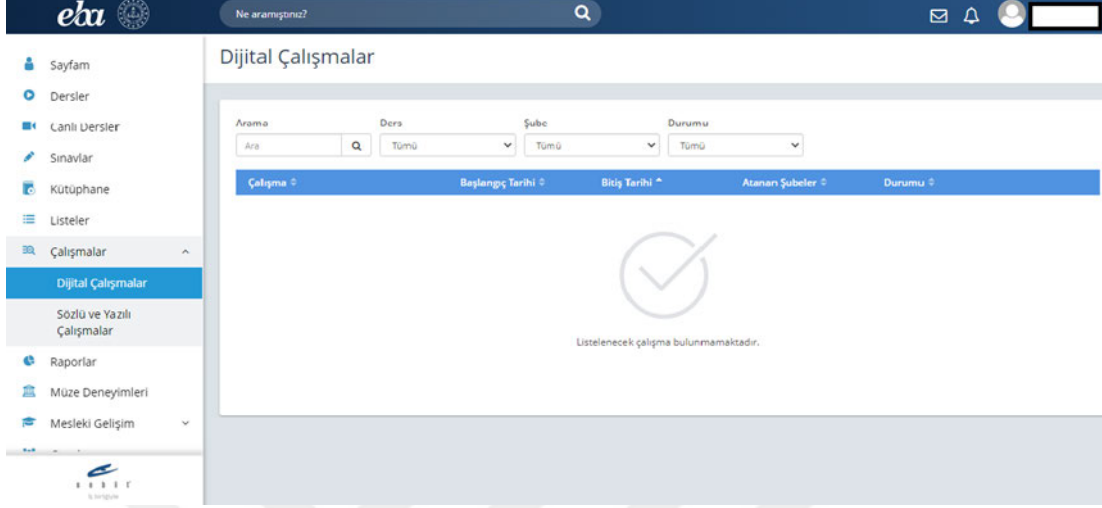 eba
Ne aramıştınız?
Sayfam
Dersler
Canlı Dersler
Sınavlar
Kütüphane
Listeler
Çalışmalar
Dijital Çalışmalar
Sözlü ve Yazılı
Çalışmalar
Raporlar
Müze Deneyimleri
Mesleki Gelişim
Dijital Çalışmalar
Arama Ders Şube Durumu
Ara Tümü Tümü Tümü
Çalışma Başlangıç Tarihi Bitiş Tarihi Atanan Şubeler Durumu
Listelenecek çalışma bulunmamaktadır.